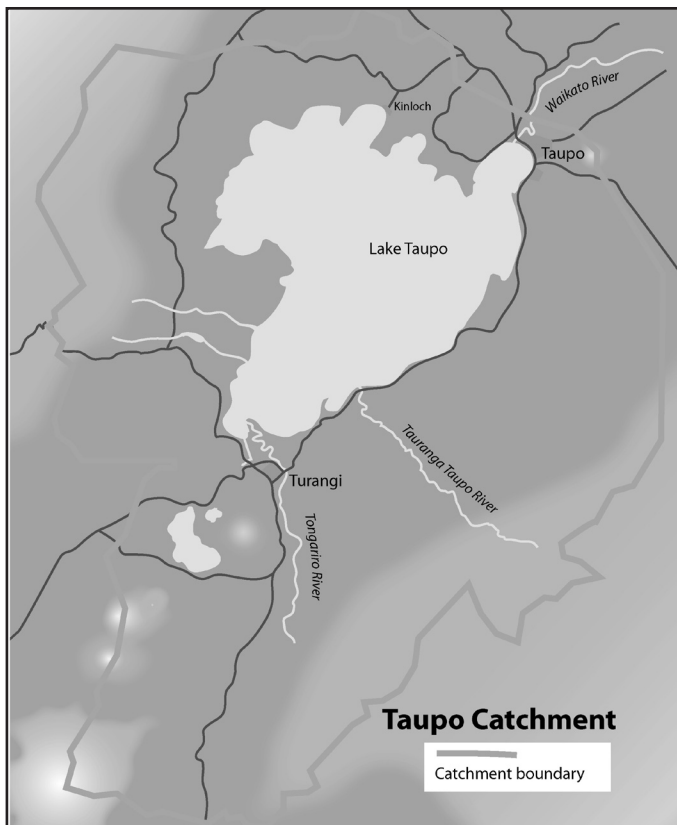 Waikato River
Kinloch
Taupo
Lake Taupo
Tauranga Taupo River
Turangi
Tongariro River
Taupo Catchment
Catchment boundary